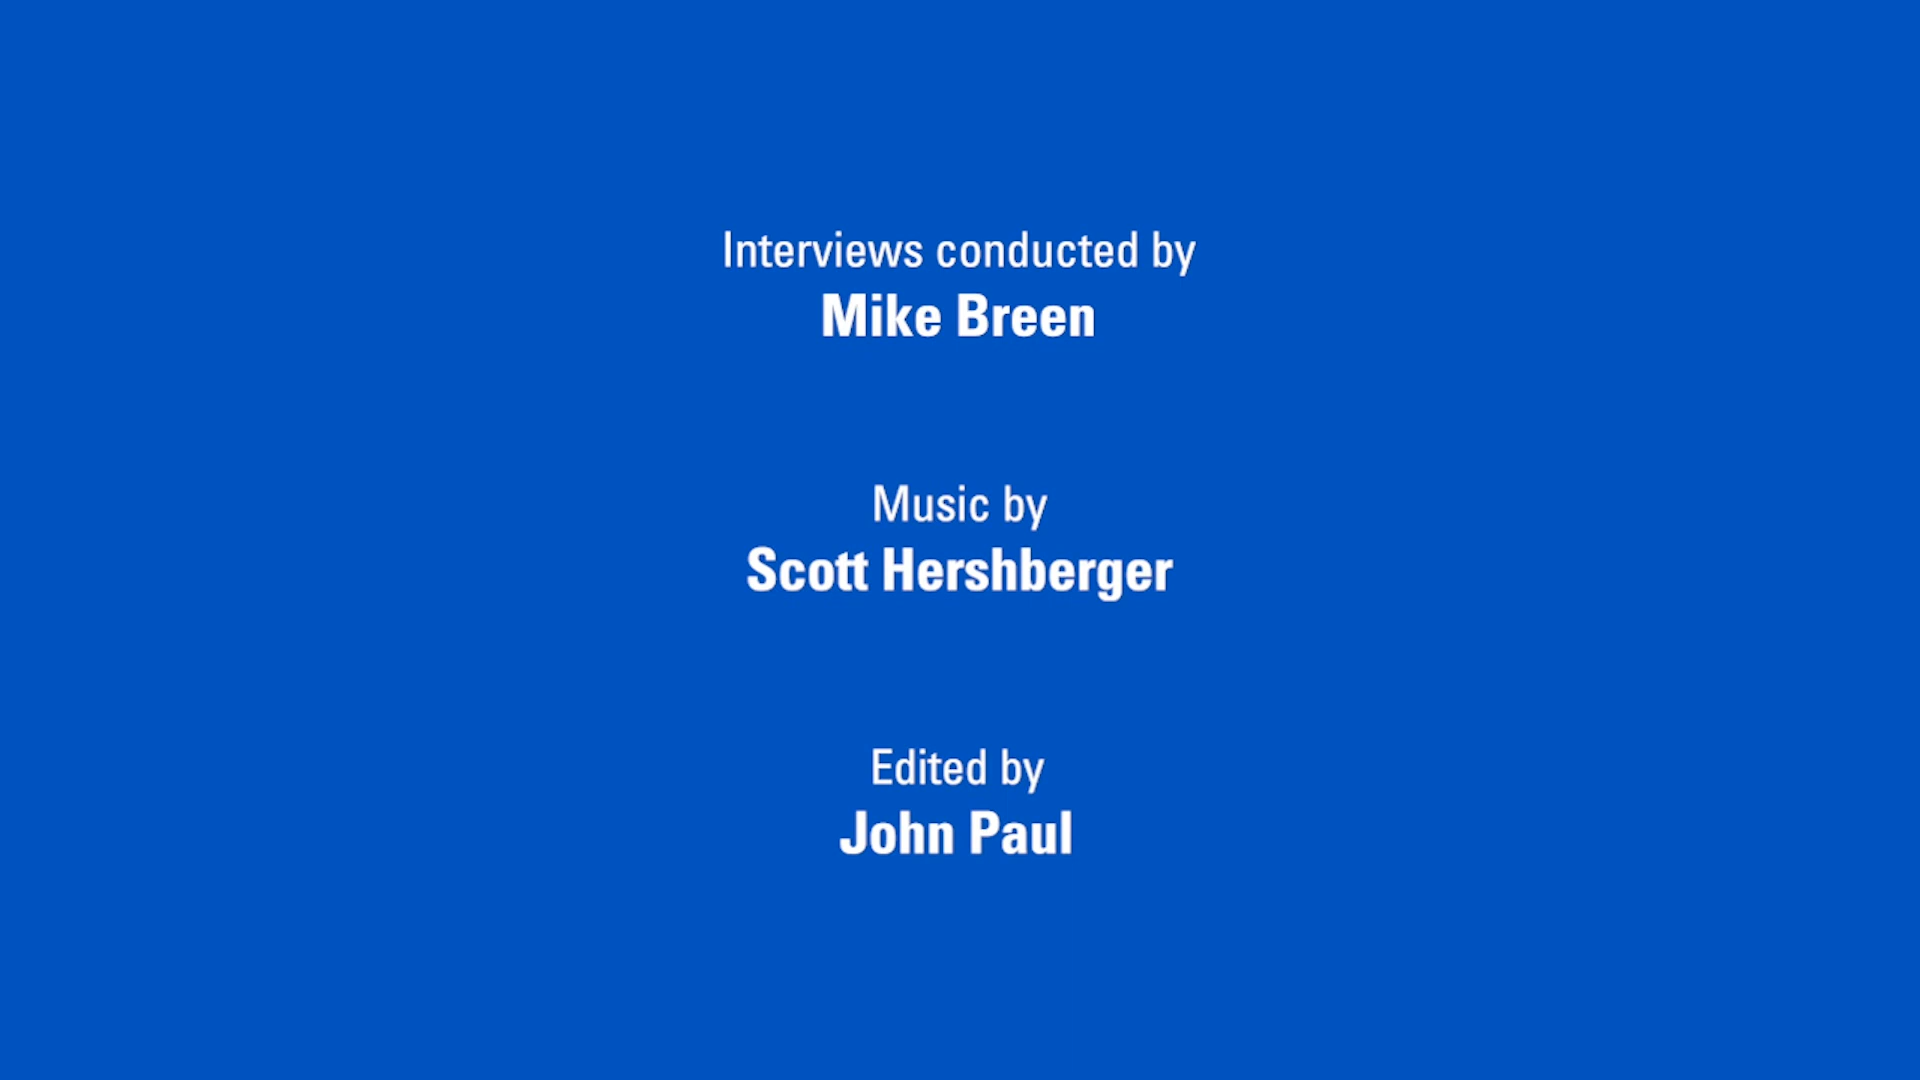 Interviews conducted by
Mike Breen
Music by
Scott Hershberger
Edited by
John Paul